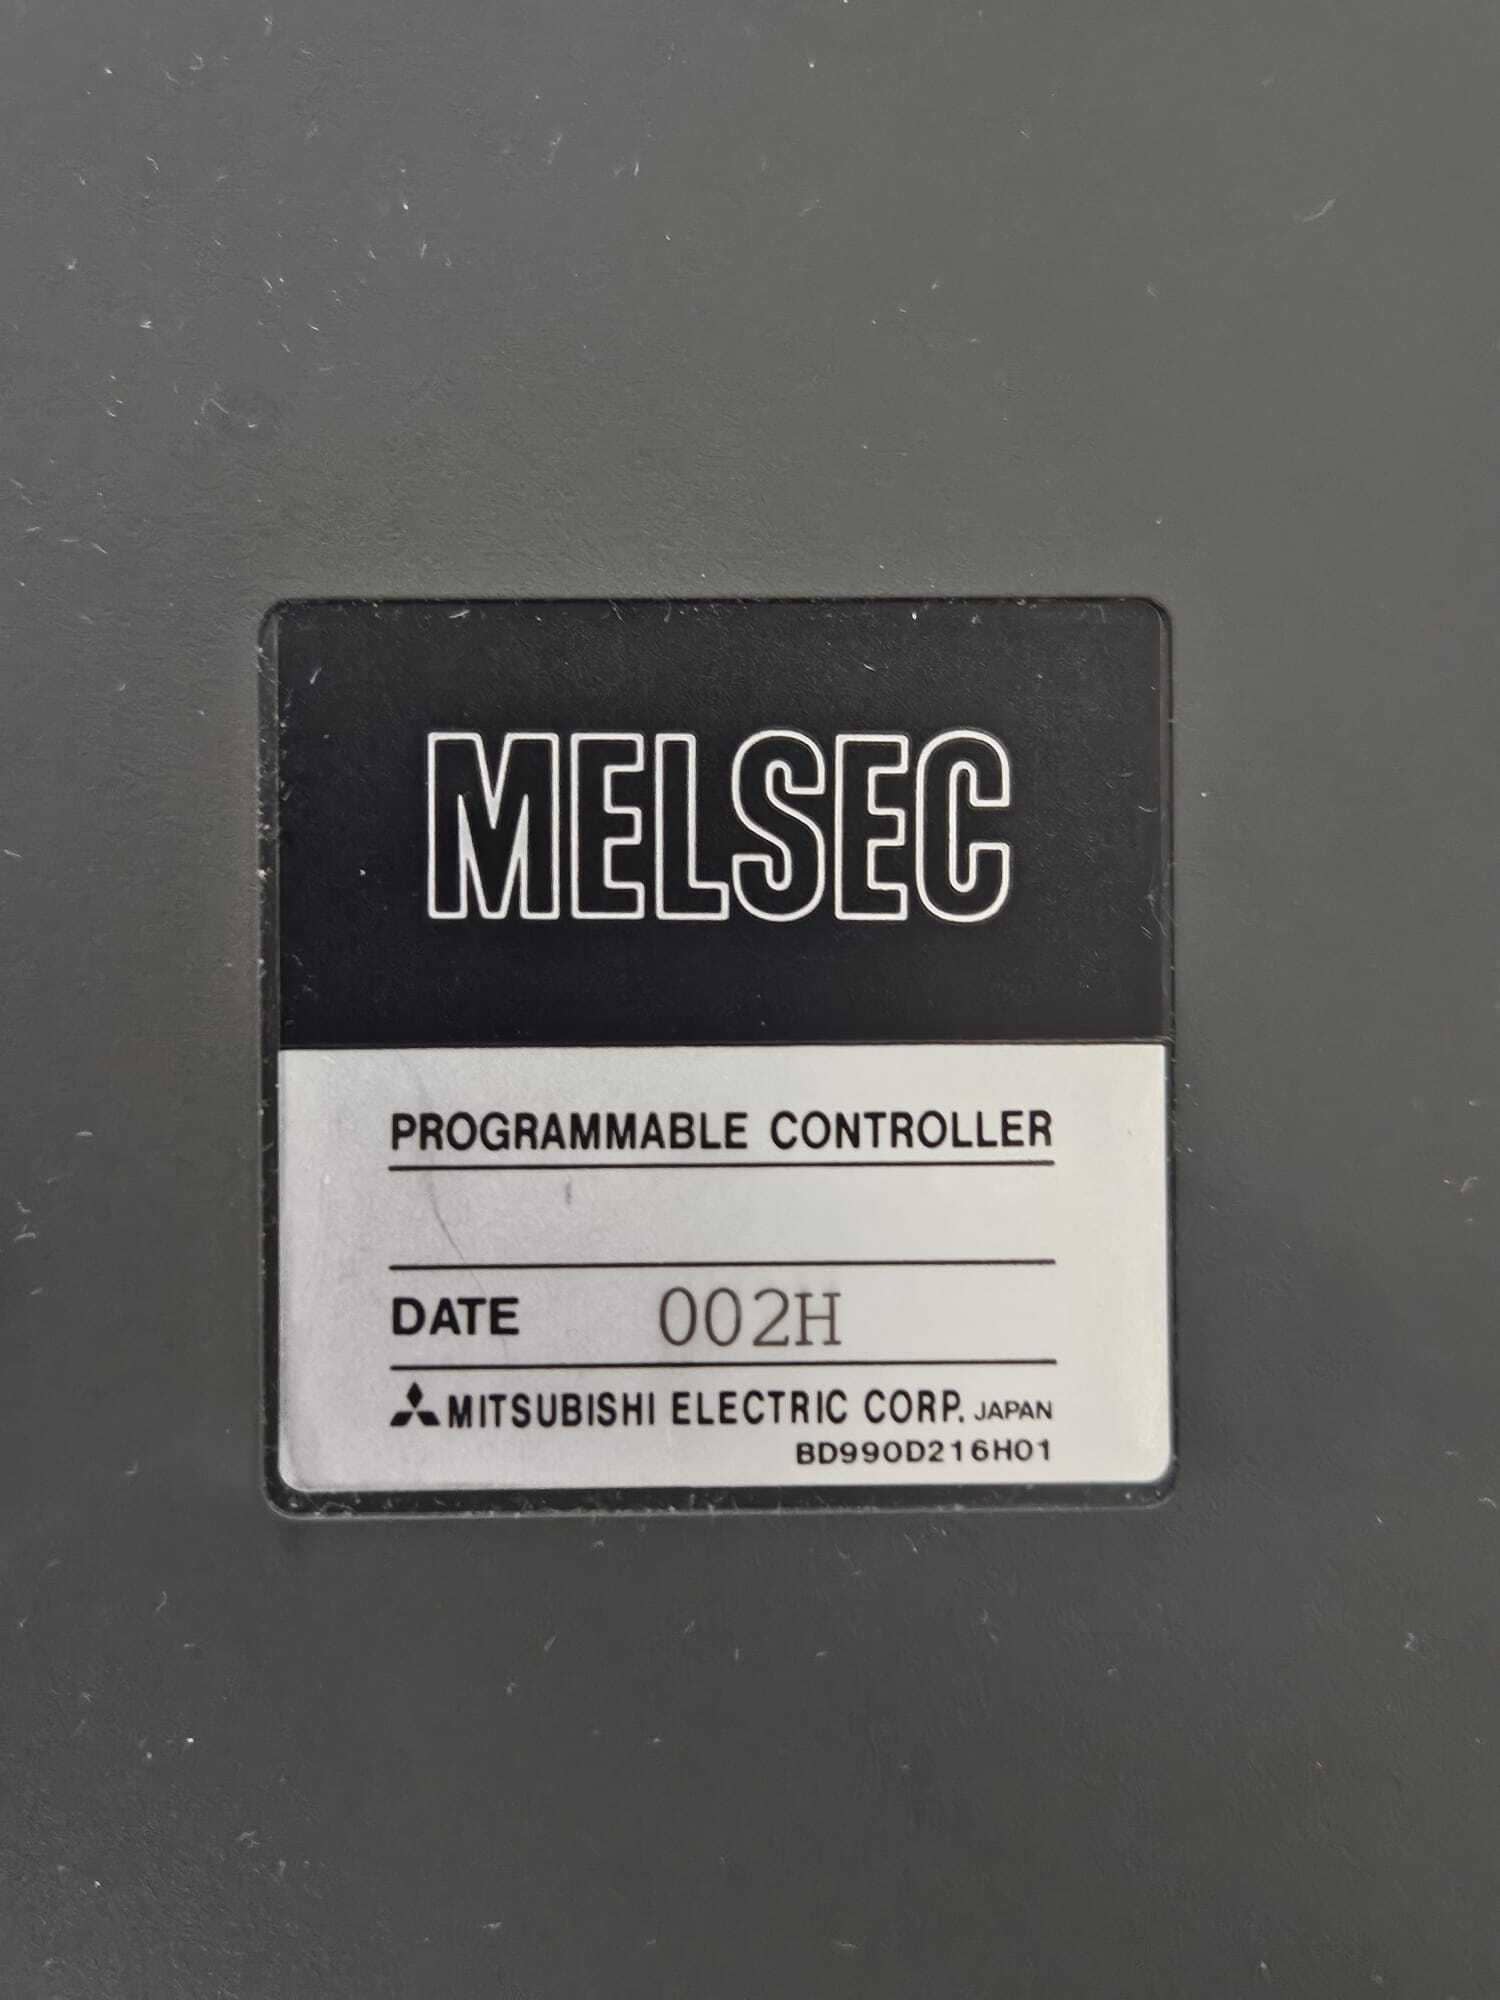 MELSEC
PROGRAMMABLE CONTROLLER
DATE 002H
MITSUBISHI ELECTRIC CORP. JAPAN
BD990D216H01